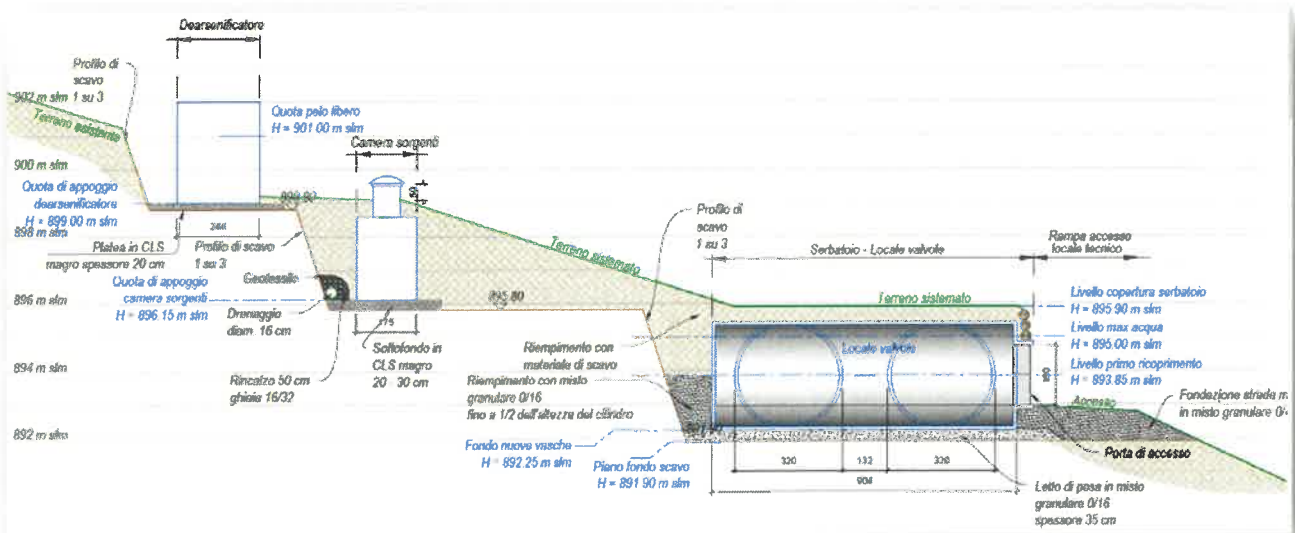 Dearsenificatore
Profilo di
scavo
1 su 3
902 m slm
Terreno esistente
Quota pelo libero
H = 901.00 m slm
Camera sorgenti
50
900 m slm
Quota di appoggio
dearsenificatore
H = 899.00 m slm
898 m slm
Platea in CLS
magro spessore 20 cm
Profilo di scavo
1 su 3
Terreno sistemato
Profilo di
scavo
1 su 3
Serbatoio - Locale valvole
Rampa accesso
locale tecnico
Geotessile
Quota di appoggio
camera sorgenti
H = 896.15 m slm
896 m slm
895.80
Drenaggio
diam. 16 cm
175
Terreno sistemato
Livello copertura serbatoio
H = 895.90 m slm
Livello max acqua
H = 895.00 m slm
Livello primo ricoprimento
H = 893.85 m slm
Locale valvole
Riempimento con
materiale di scavo
Rincalzo 50 cm
ghiaia 16/32
Sottofondo in
CLS magro
20 30 cm
894 m slm
Riempimento con misto
granulare 0/16
fino a 1/2 dell'altezza del cilindro
Accesso
Fondazione strada
in misto granulare
892 m slm
Fondo nuove vasche
H = 892.25 m slm
Piano fondo scavo
H = 891.90 m slm
320
132
Porta di accesso
Letto di posa in misto
granulare 0/16
spessore 35 cm